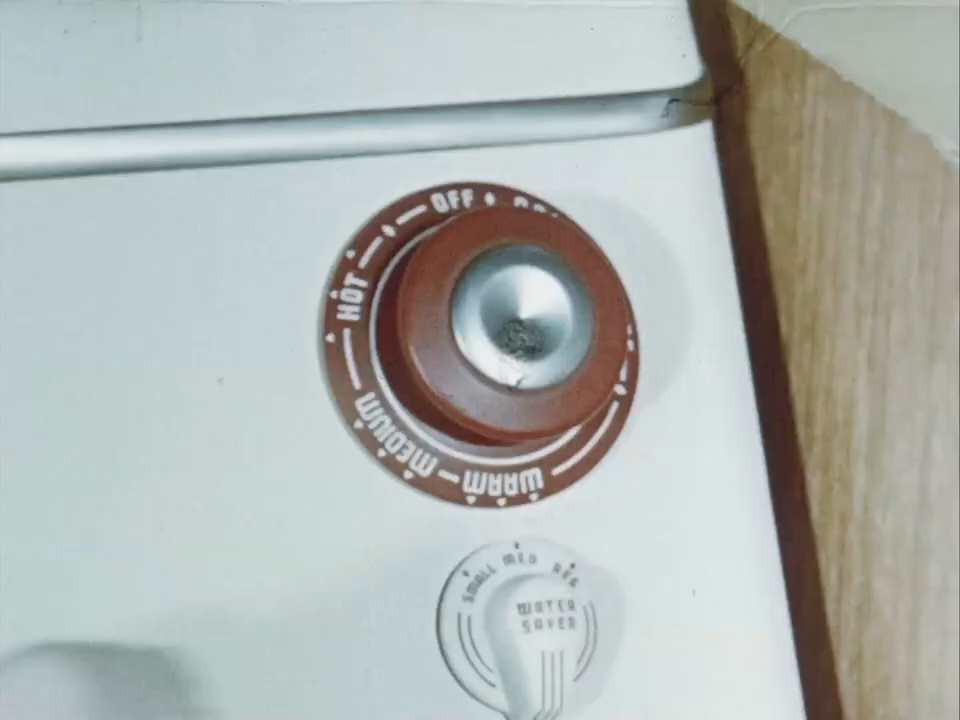 OFF
HOT
MEDIUM
WARM
SMALL MED REG
WATER
SAVER